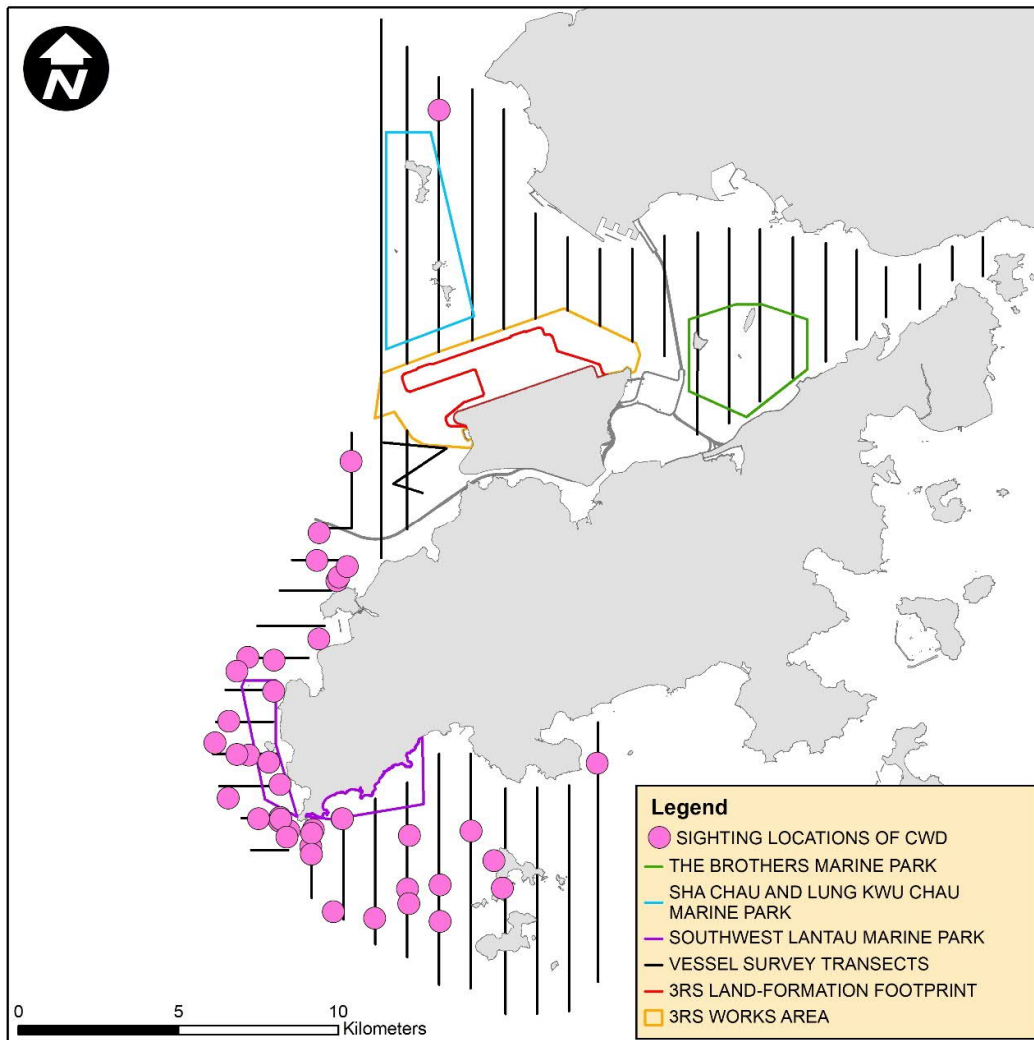 N
Legend
SIGHTING LOCATIONS OF CWD
THE BROTHERS MARINE PARK
SHA CHAU AND LUNG KWU CHAU
MARINE PARK
SOUTHWEST LANTAU MARINE PARK
VESSEL SURVEY TRANSECTS
3RS LAND-FORMATION FOOTPRINT
3RS WORKS AREA
0 5 10
Kilometers